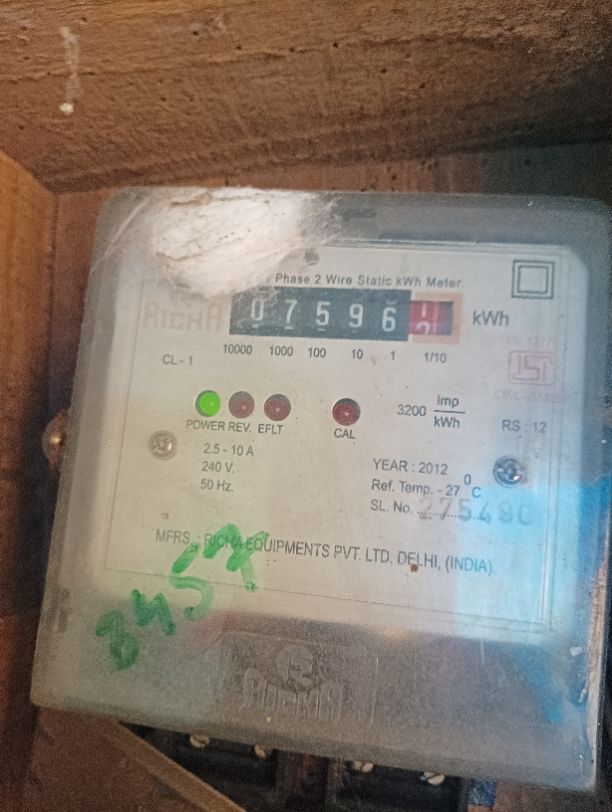 Phase 2 Wire Static kWh Meter.
RICHA 07596 kWh
10000 1000 100 10 1 1/10
CL - 1
3200 Imp/kWh
POWER REV. EFLT CAL RS : 12
2.5 - 10 A
240 V.
50 Hz.
YEAR : 2012
Ref. Temp. - 27 °C
SL. No. 275490
MFRS. : RICHA EQUIPMENTS PVT. LTD. DELHI, (INDIA).
RICHA